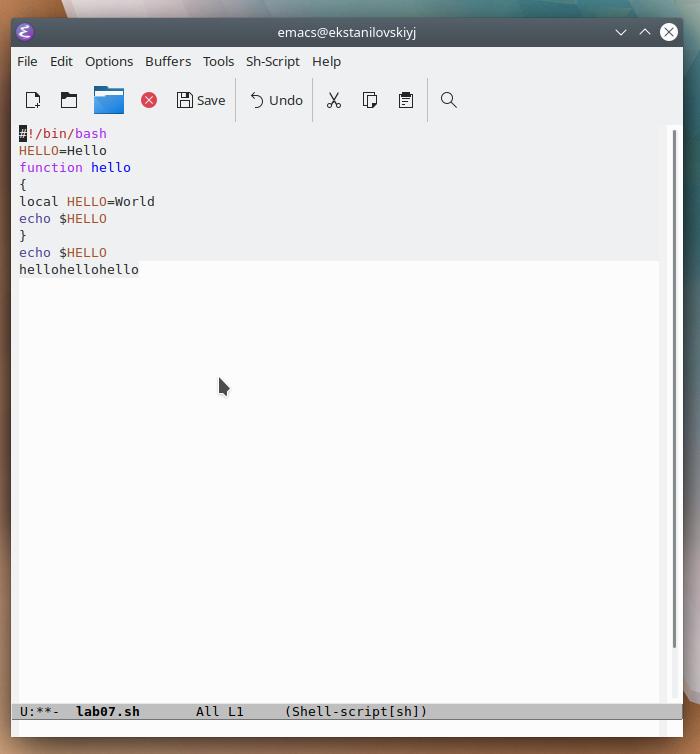 emacs@ekstanilovskiyj
File Edit Options Buffers Tools Sh-Script Help
Save Undo
#!/bin/bash
HELLO=Hello
function hello
{
local HELLO=World
echo $HELLO
}
echo $HELLO
hellohellohello
U:**- lab07.sh All L1 (Shell-script[sh])